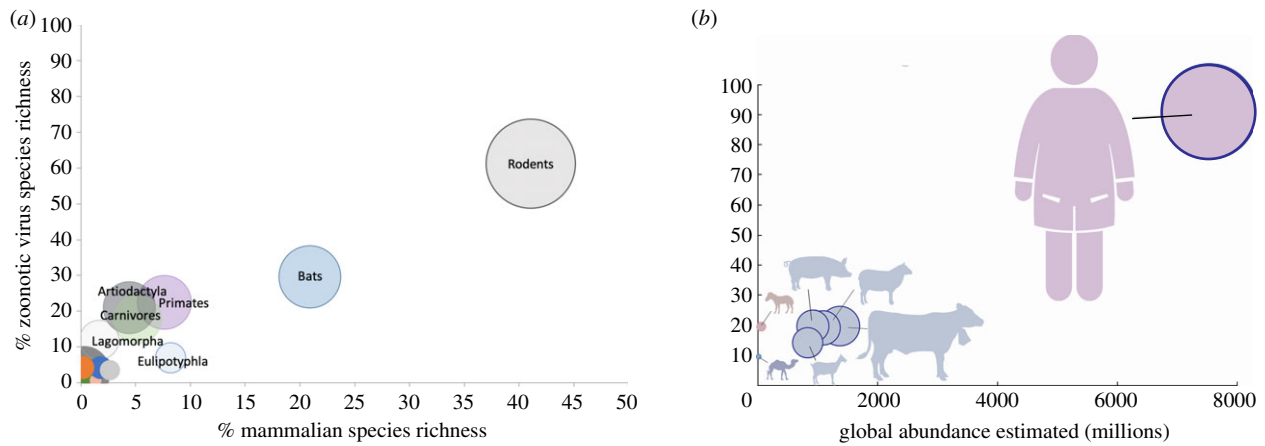 (a)
100
90
80
70
60
50
40
30
20
10
0
% zoonotic virus species richness
Rodents
Bats
Artiodactyla
Primates
Carnivores
Lagomorpha
Eulipotyphla
0 5 10 15 20 25 30 35 40 45 50
% mammalian species richness
(b)
100
90
80
70
60
50
40
30
20
10
0 2000 4000 6000 8000
global abundance estimated (millions)